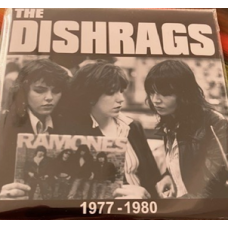 THE
DISHRAGS
RAMONES
1977-1980